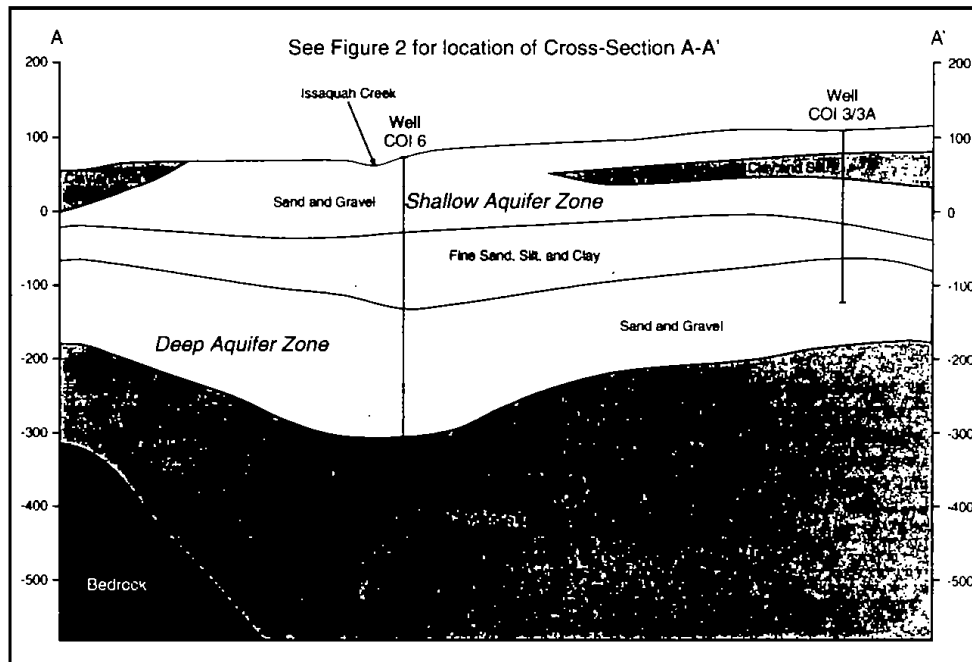 A
A'
See Figure 2 for location of Cross-Section A-A'
200
200
Issaquah Creek
Well
COI 6
Well
COI 3/3A
100
100
Clay and Silt
0
Sand and Gravel
Shallow Aquifer Zone
0
Fine Sand, Silt, and Clay
-100
-100
Sand and Gravel
Deep Aquifer Zone
-200
-200
-300
-300
-400
-400
-500
-500
Bedrock